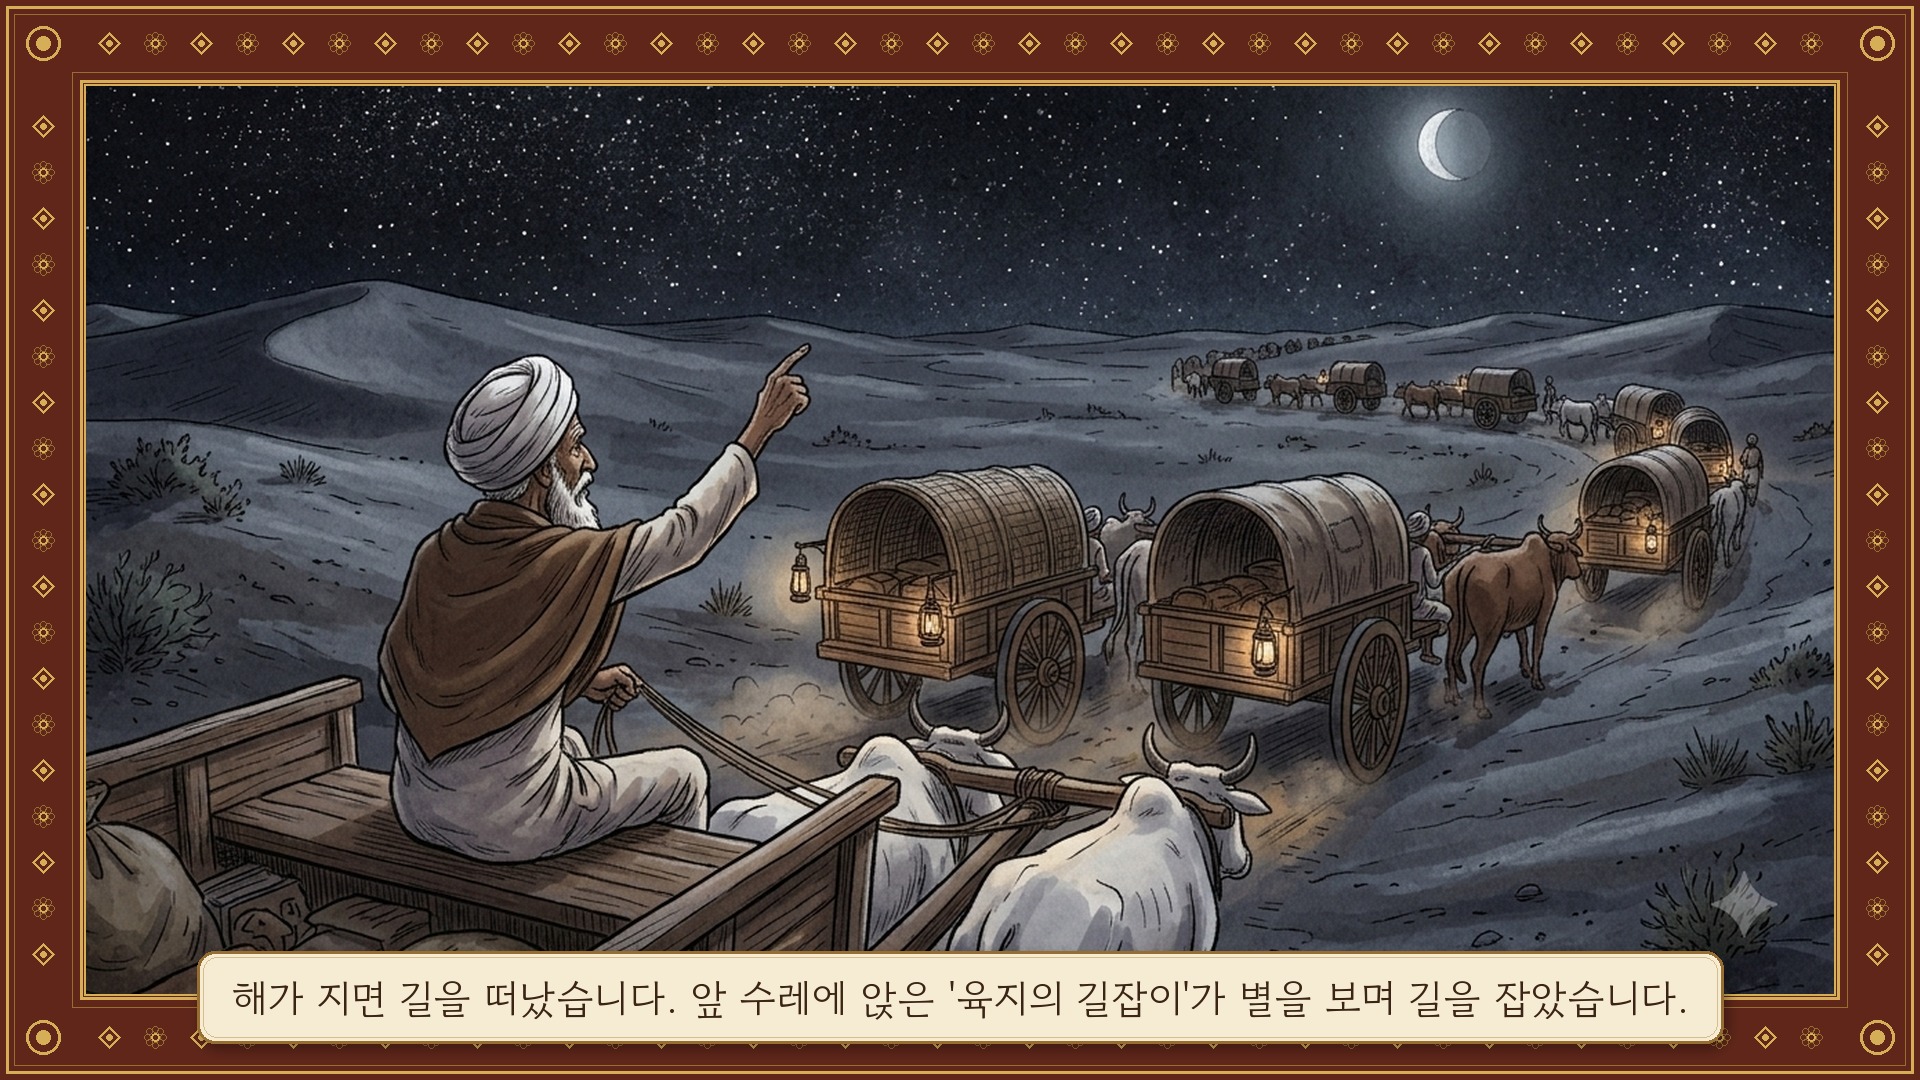 해가 지면 길을 떠났습니다. 앞 수레에 앉은 '육지의 길잡이'가 별을 보며 길을 잡았습니다.